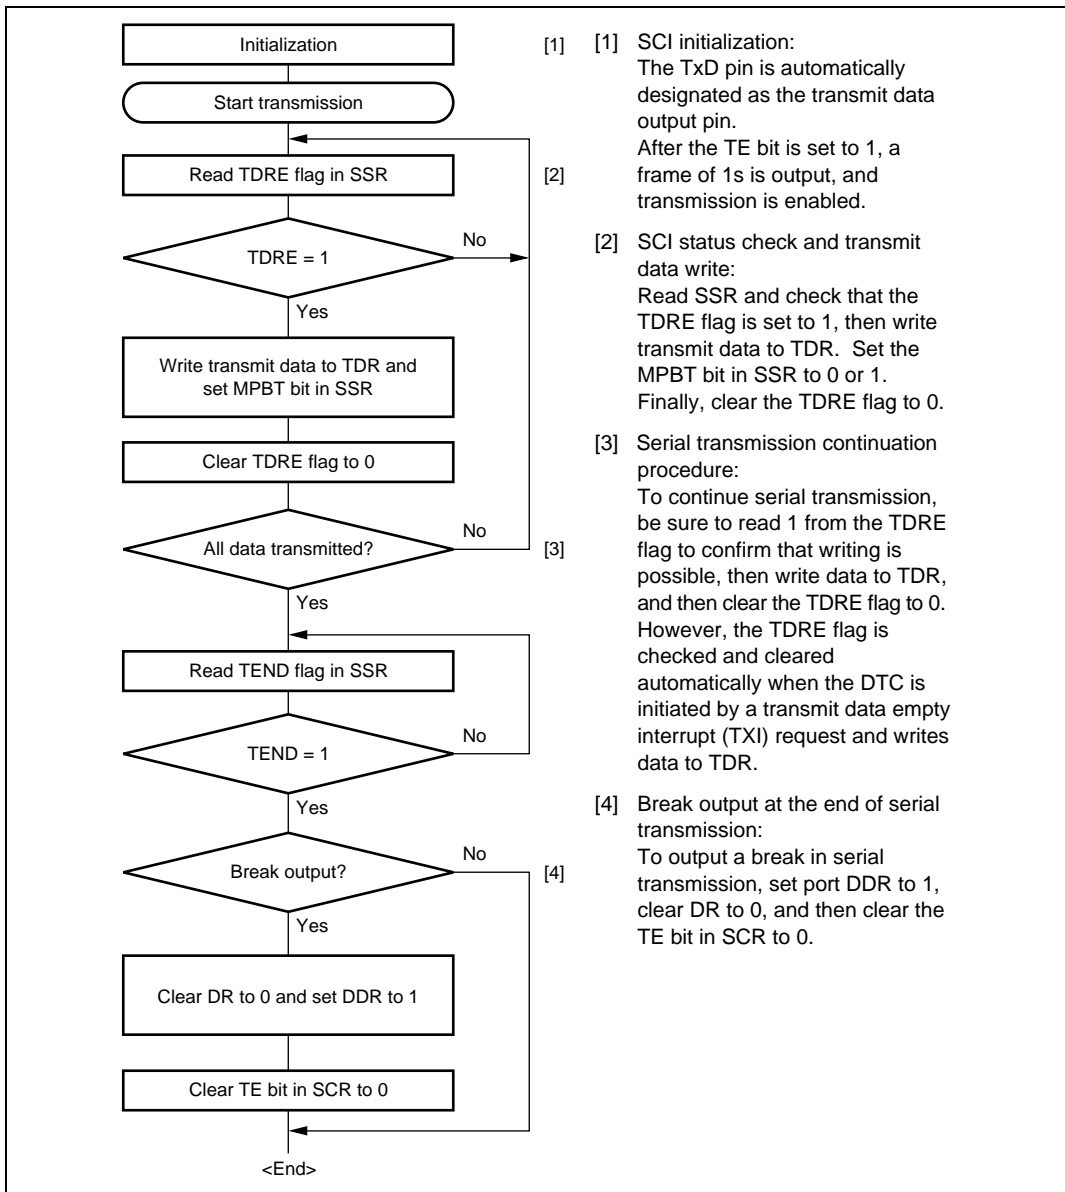 Initialization
[1]
Start transmission
Read TDRE flag in SSR
[2]
TDRE = 1
No
Yes
Write transmit data to TDR and
set MPBT bit in SSR
Clear TDRE flag to 0
All data transmitted?
No
[3]
Yes
Read TEND flag in SSR
TEND = 1
No
Yes
Break output?
No
[4]
Yes
Clear DR to 0 and set DDR to 1
Clear TE bit in SCR to 0
<End>
[1] SCI initialization:
The TxD pin is automatically
designated as the transmit data
output pin.
After the TE bit is set to 1, a
frame of 1s is output, and
transmission is enabled.
[2] SCI status check and transmit
data write:
Read SSR and check that the
TDRE flag is set to 1, then write
transmit data to TDR. Set the
MPBT bit in SSR to 0 or 1.
Finally, clear the TDRE flag to 0.
[3] Serial transmission continuation
procedure:
To continue serial transmission,
be sure to read 1 from the TDRE
flag to confirm that writing is
possible, then write data to TDR,
and then clear the TDRE flag to 0.
However, the TDRE flag is
checked and cleared
automatically when the DTC is
initiated by a transmit data empty
interrupt (TXI) request and writes
data to TDR.
[4] Break output at the end of serial
transmission:
To output a break in serial
transmission, set port DDR to 1,
clear DR to 0, and then clear the
TE bit in SCR to 0.